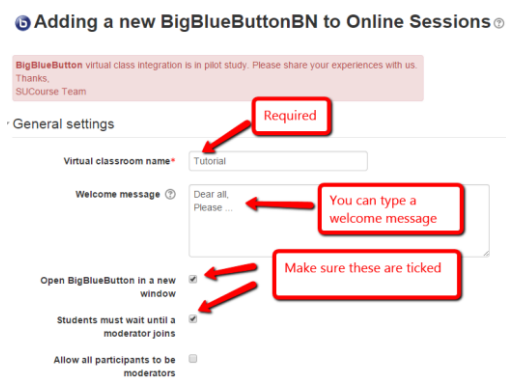 Adding a new BigBlueButtonBN to Online Sessions
BigBlueButton virtual class integration is in pilot study. Please share your experiences with us.
Thanks,
SUCourse Team
General settings
Required
Virtual classroom name*
Tutorial
Welcome message
Dear all,
Please ...
You can type a
welcome message
Make sure these are ticked
Open BigBlueButton in a new
window
Students must wait until a
moderator joins
Allow all participants to be
moderators